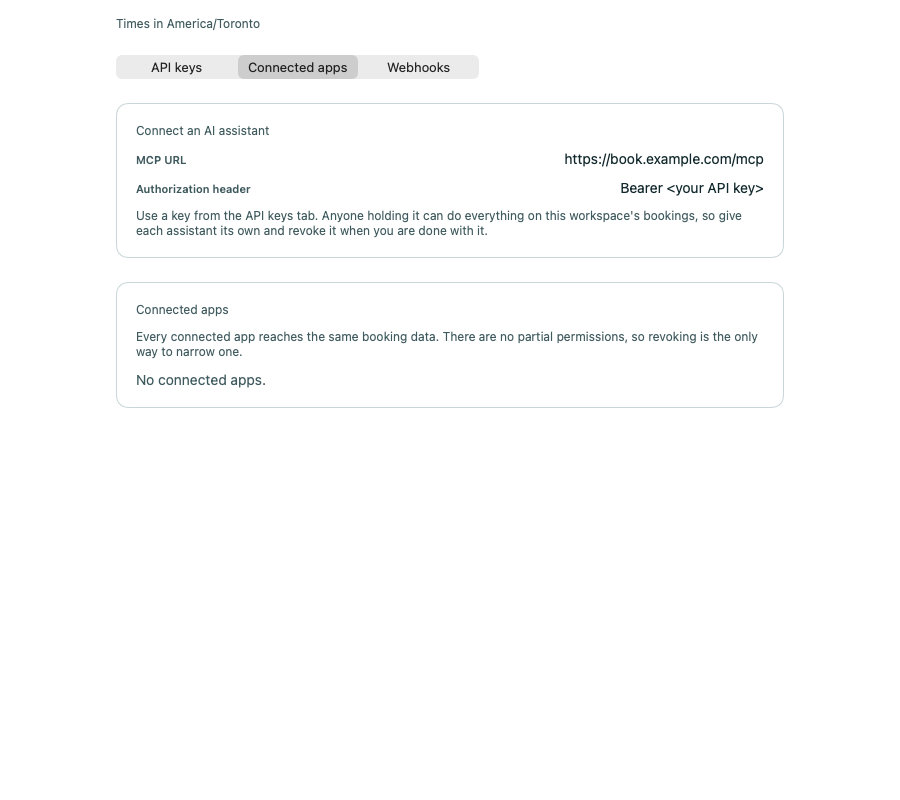 Times in America/Toronto
API keys
Connected apps
Webhooks
Connect an AI assistant
MCP URL https://book.example.com/mcp
Authorization header Bearer <your API key>
Use a key from the API keys tab. Anyone holding it can do everything on this workspace's bookings, so give
each assistant its own and revoke it when you are done with it.
Connected apps
Every connected app reaches the same booking data. There are no partial permissions, so revoking is the only
way to narrow one.
No connected apps.